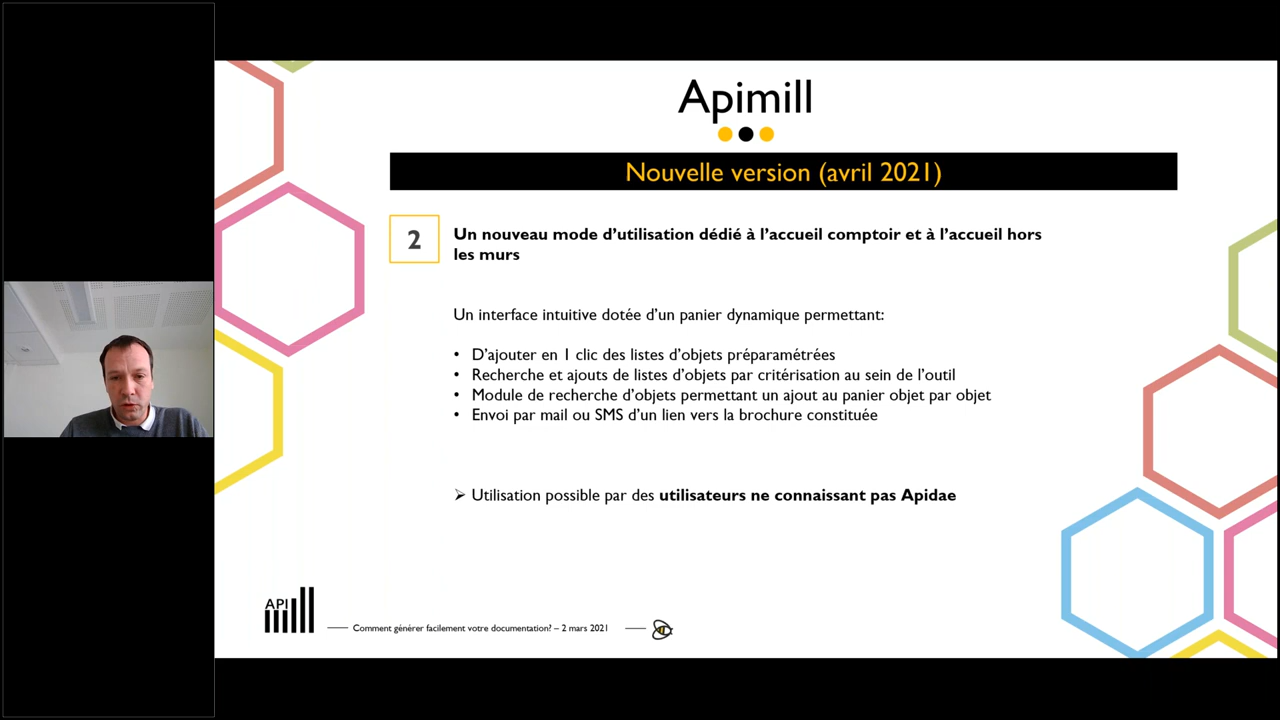 Apimill
Nouvelle version (avril 2021)
2
Un nouveau mode d'utilisation dédié à l'accueil comptoir et à l'accueil hors
les murs
Un interface intuitive dotée d'un panier dynamique permettant:
• D'ajouter en 1 clic des listes d'objets préparamétrées
• Recherche et ajouts de listes d'objets par critérisation au sein de l'outil
• Module de recherche d'objets permettant un ajout au panier objet par objet
• Envoi par mail ou SMS d'un lien vers la brochure constituée
➢ Utilisation possible par des utilisateurs ne connaissant pas Apidae
API
Comment générer facilement votre documentation? – 2 mars 2021